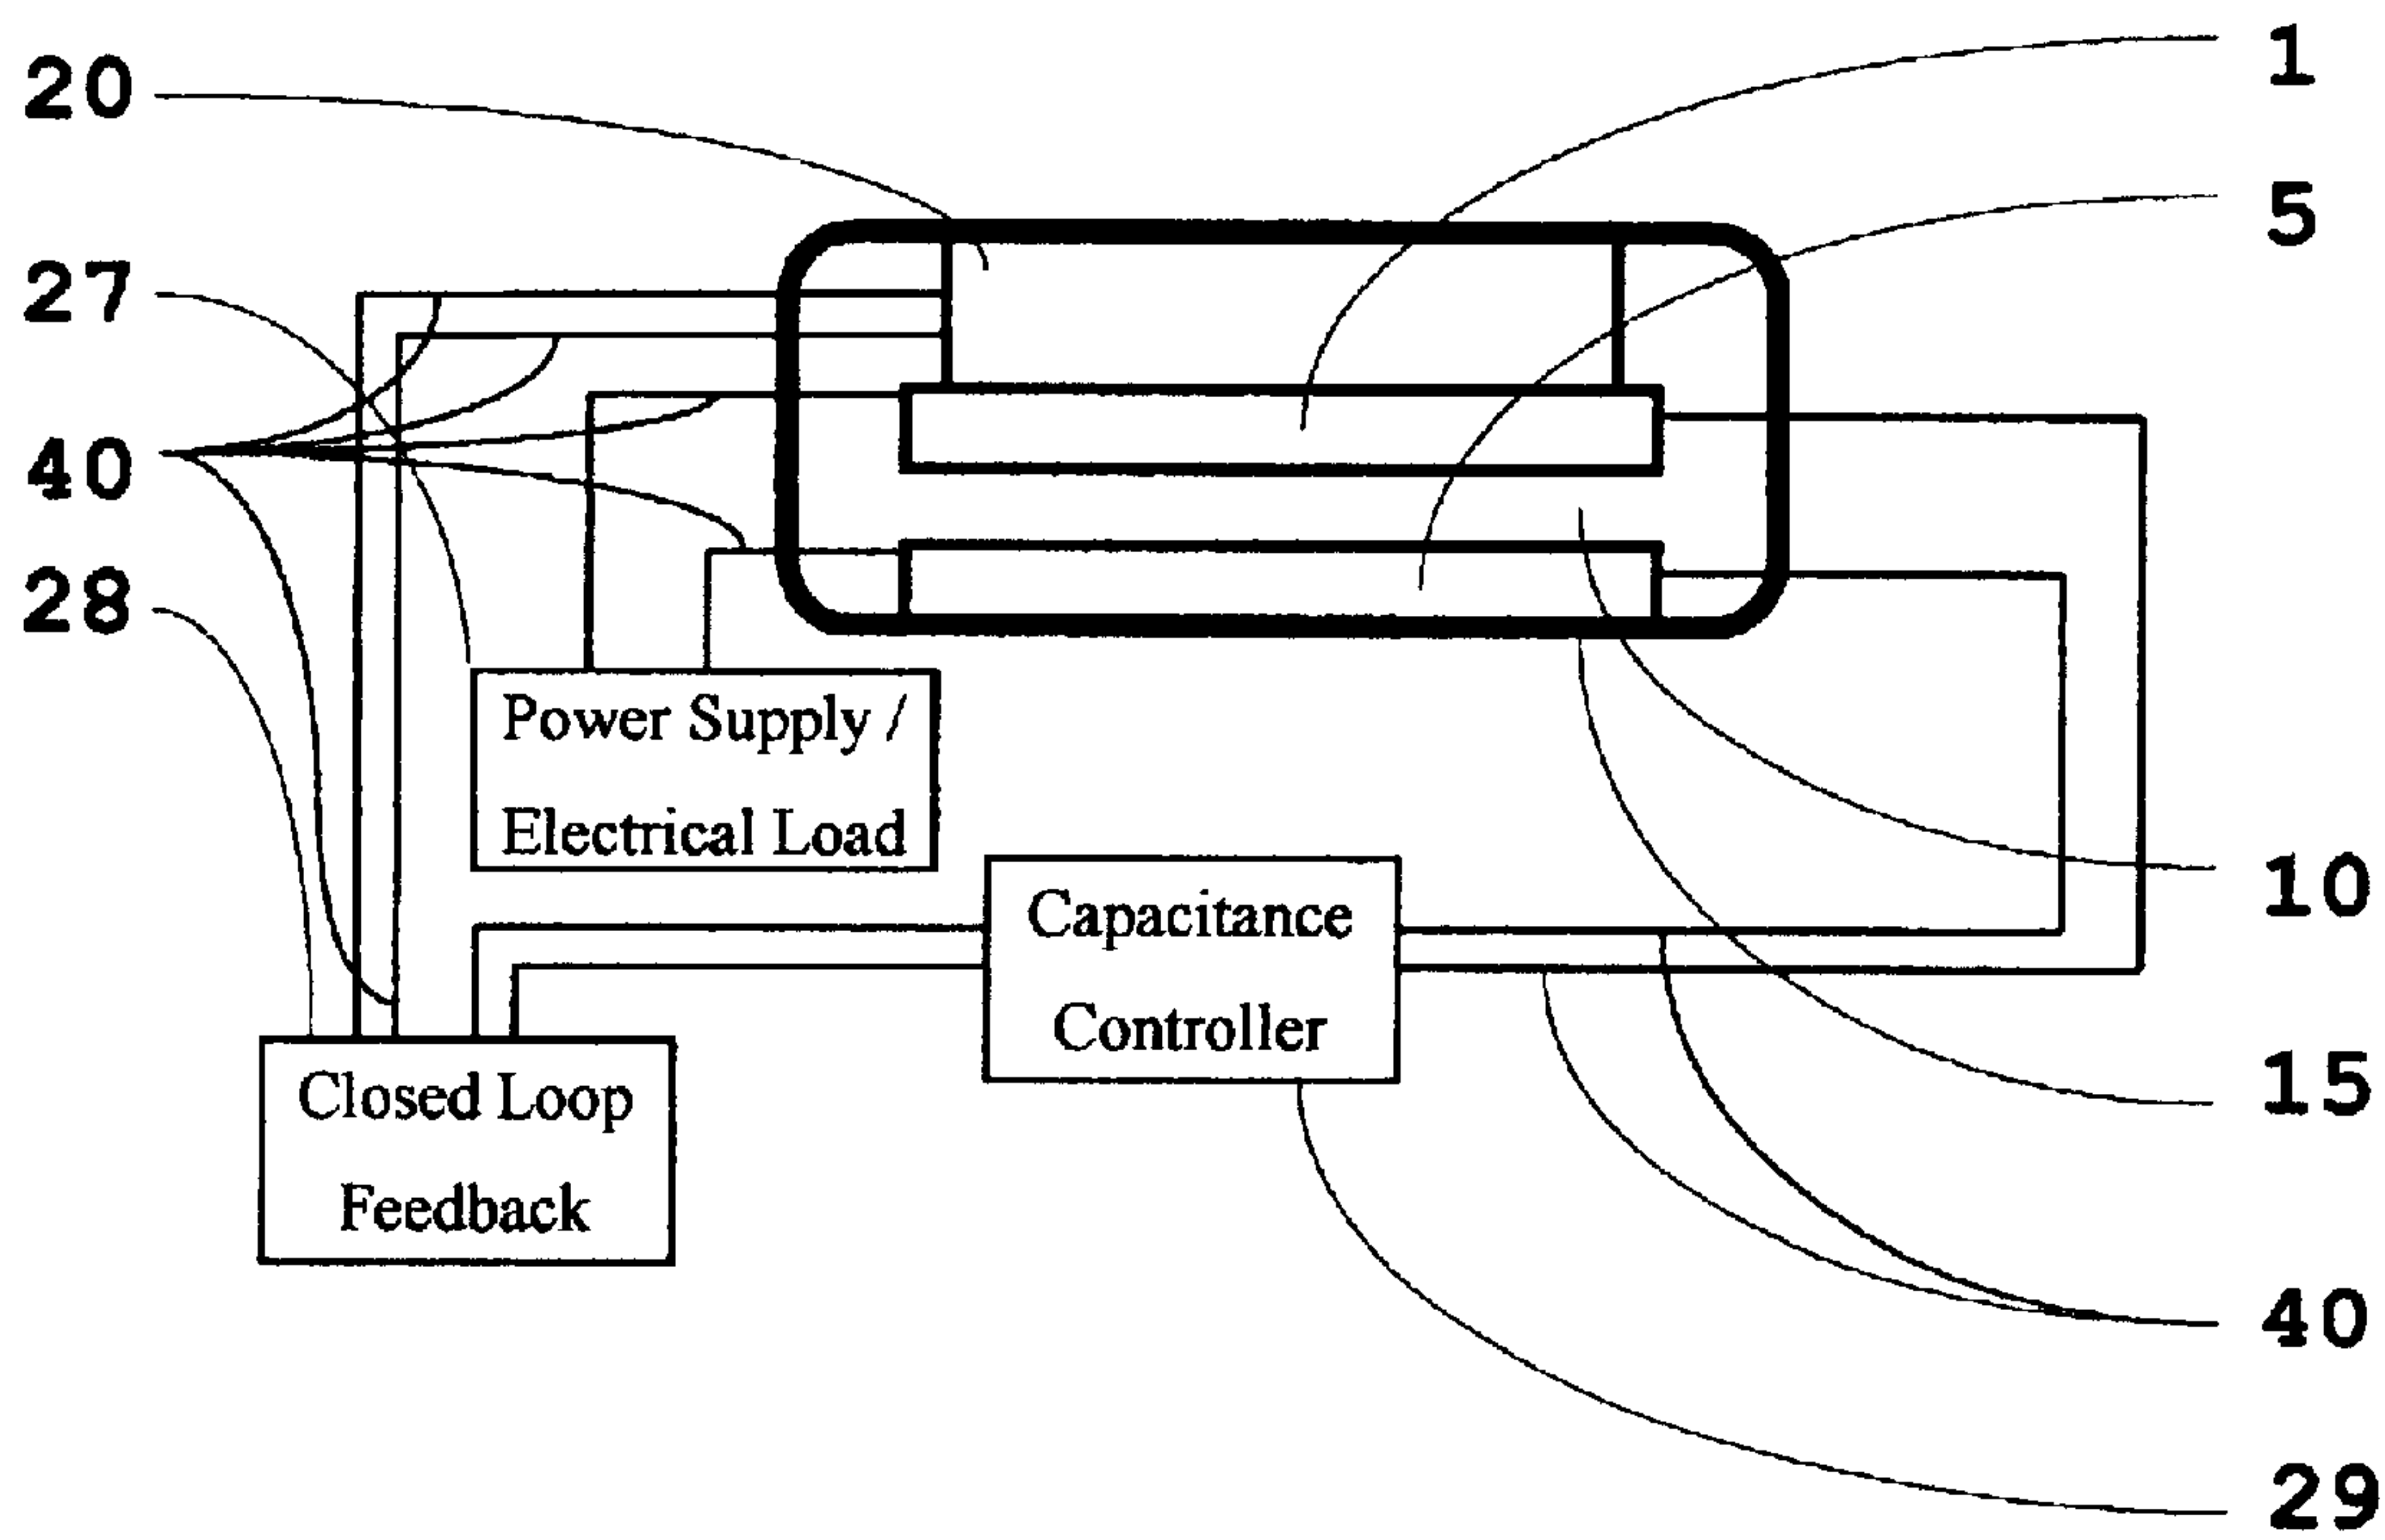 20
1
5
27
40
28
Power Supply /
Electrical Load
Capacitance
Controller
10
Closed Loop
Feedback
15
40
29